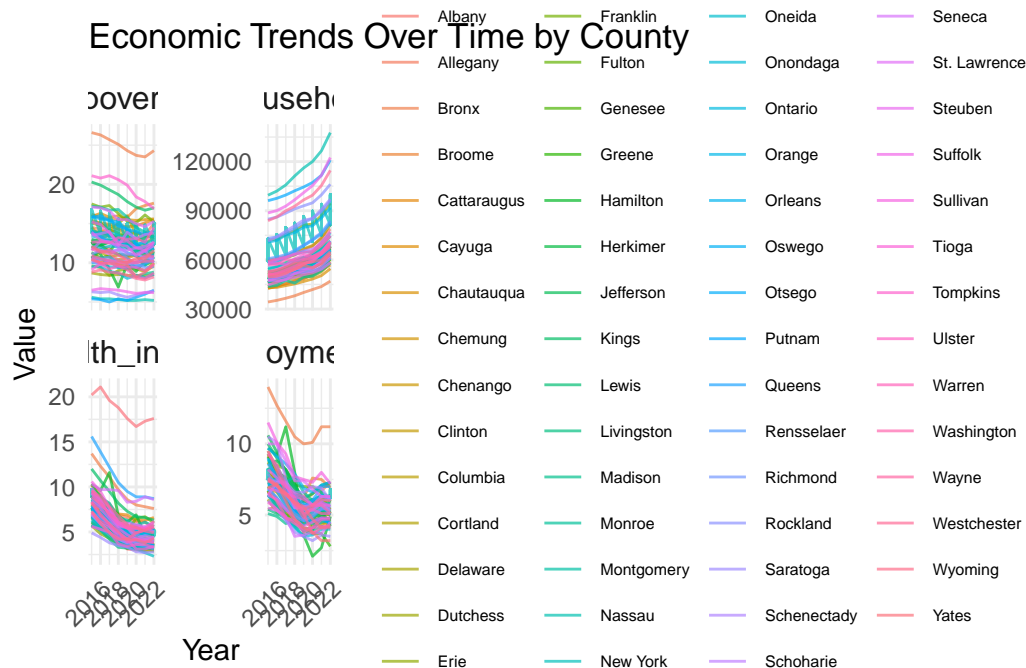 Economic Trends Over Time by County
pover
useho
20
10
120000
90000
60000
30000
lth_in
oyme
20
15
10
5
10
5
2016
2018
2020
2022
2016
2018
2020
2022
Value
Year
Albany
Allegany
Bronx
Broome
Cattaraugus
Cayuga
Chautauqua
Chemung
Chenango
Clinton
Columbia
Cortland
Delaware
Dutchess
Erie
Franklin
Fulton
Genesee
Greene
Hamilton
Herkimer
Jefferson
Kings
Lewis
Livingston
Madison
Monroe
Montgomery
Nassau
New York
Oneida
Onondaga
Ontario
Orange
Orleans
Oswego
Otsego
Putnam
Queens
Rensselaer
Richmond
Rockland
Saratoga
Schenectady
Schoharie
Seneca
St. Lawrence
Steuben
Suffolk
Sullivan
Tioga
Tompkins
Ulster
Warren
Washington
Wayne
Westchester
Wyoming
Yates